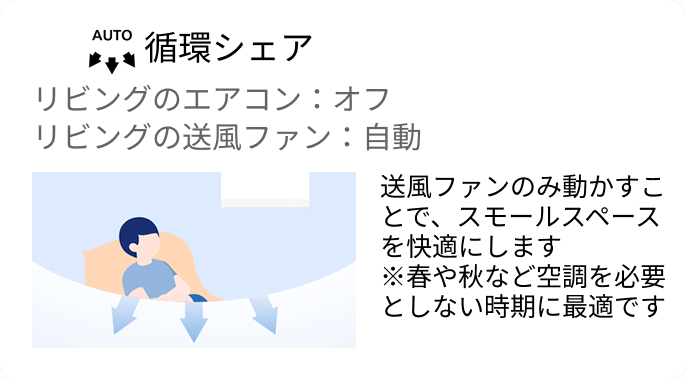 AUTO
循環シェア
リビングのエアコン：オフ
リビングの送風ファン：自動
送風ファンのみ動かすこ
とで、スモールスペース
を快適にします
※春や秋など空調を必要
としない時期に最適です